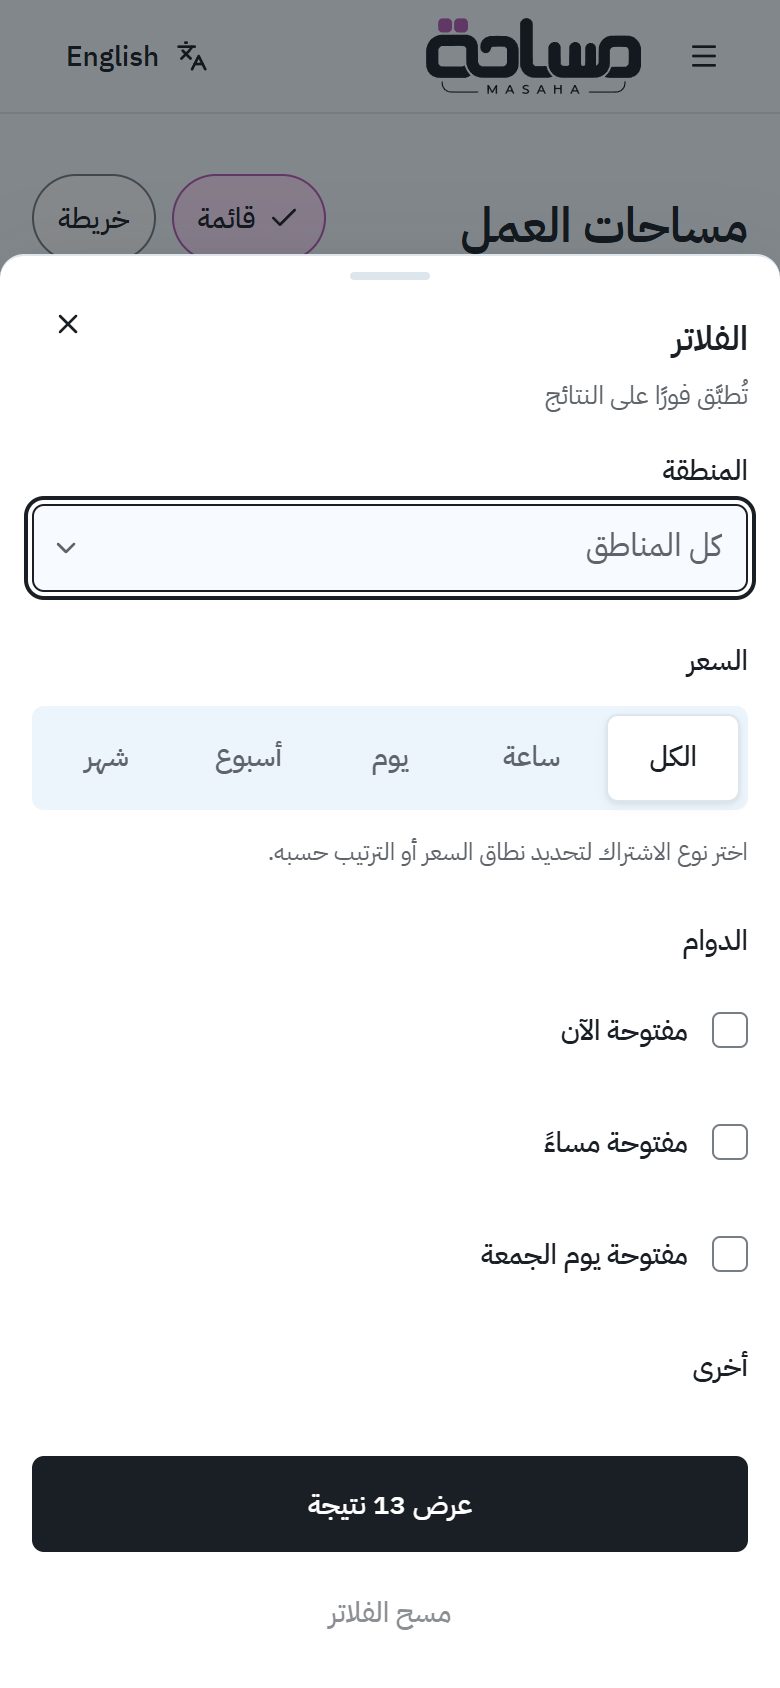 مساحة
MASAHA
English
مساحات العمل
قائمة
خريطة
الفلاتر
تُطبَّق فورًا على النتائج
المنطقة
كل المناطق
السعر
الكل
ساعة
يوم
أسبوع
شهر
اختر نوع الاشتراك لتحديد نطاق السعر أو الترتيب حسبه.
الدوام
مفتوحة الآن
مفتوحة مساءً
مفتوحة يوم الجمعة
أخرى
عرض 13 نتيجة
مسح الفلاتر